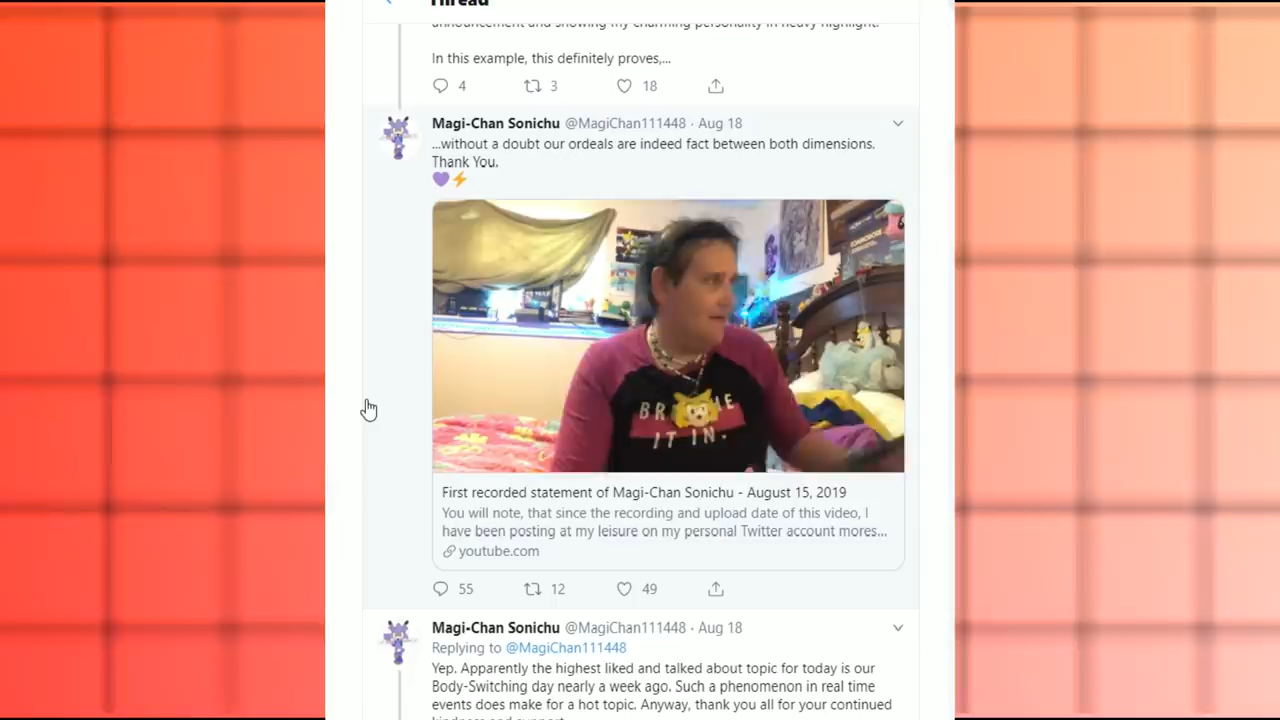 Thread
announcement and showing my charming personality in heavy highlight.
In this example, this definitely proves,...
4 3 18
Magi-Chan Sonichu @MagiChan111448 · Aug 18
...without a doubt our ordeals are indeed fact between both dimensions.
Thank You.
💜⚡
IT IN.
First recorded statement of Magi-Chan Sonichu - August 15, 2019
You will note, that since the recording and upload date of this video, I
have been posting at my leisure on my personal Twitter account mores...
youtube.com
55 12 49
Magi-Chan Sonichu @MagiChan111448 · Aug 18
Replying to @MagiChan111448
Yep. Apparently the highest liked and talked about topic for today is our
Body-Switching day nearly a week ago. Such a phenomenon in real time
events does make for a hot topic. Anyway, thank you all for your continued
kindness and support.